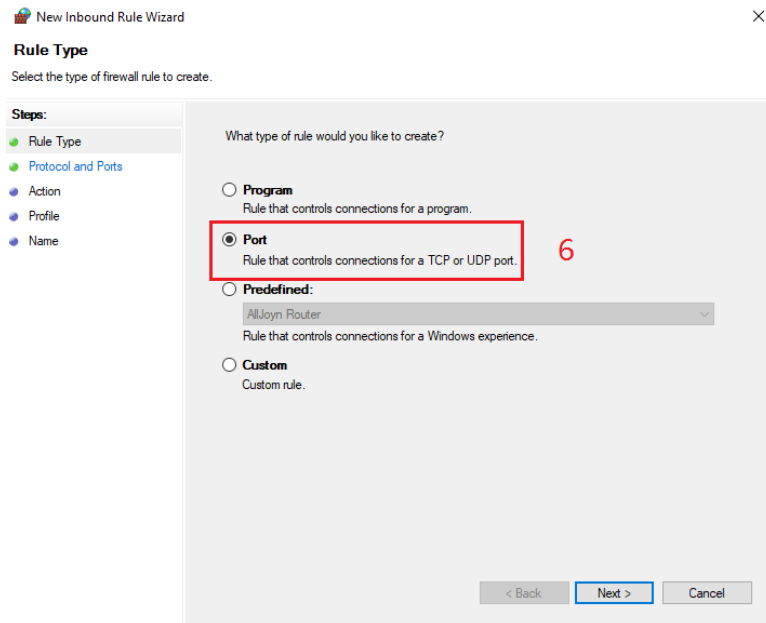 New Inbound Rule Wizard
Rule Type
Select the type of firewall rule to create.
Steps:
Rule Type
Protocol and Ports
Action
Profile
Name
What type of rule would you like to create?
Program
Rule that controls connections for a program.
Port
Rule that controls connections for a TCP or UDP port.
6
Predefined:
AllJoyn Router
Rule that controls connections for a Windows experience.
Custom
Custom rule.
< Back Next > Cancel